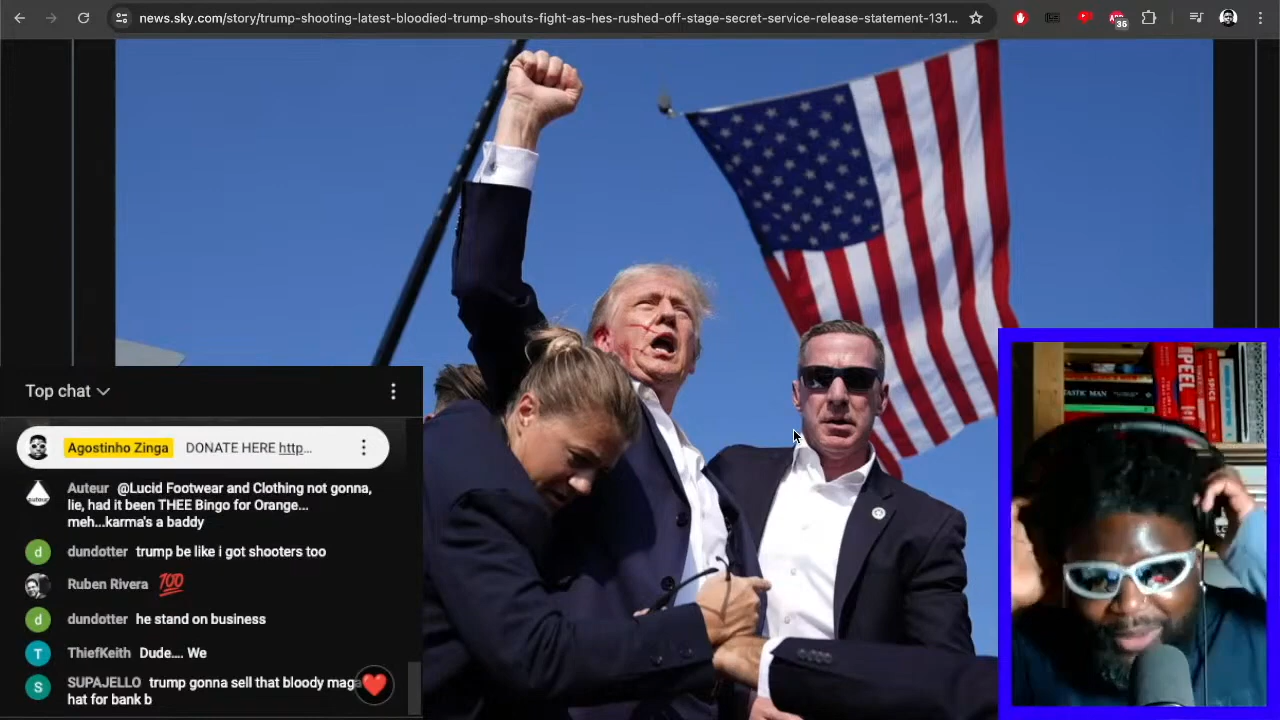 news.sky.com/story/trump-shooting-latest-bloodied-trump-shouts-fight-as-hes-rushed-off-stage-secret-service-release-statement-131...
36
Top chat
Agostinho Zinga DONATE HERE http...
Auteur @Lucid Footwear and Clothing not gonna,
lie, had it been THEE Bingo for Orange...
meh...karma's a baddy
d dundotter trump be like i got shooters too
Ruben Rivera 💯
d dundotter he stand on business
T ThiefKeith Dude.... We
S SUPAJELLO trump gonna sell that bloody mag
hat for bank b
PEEL
SPICE